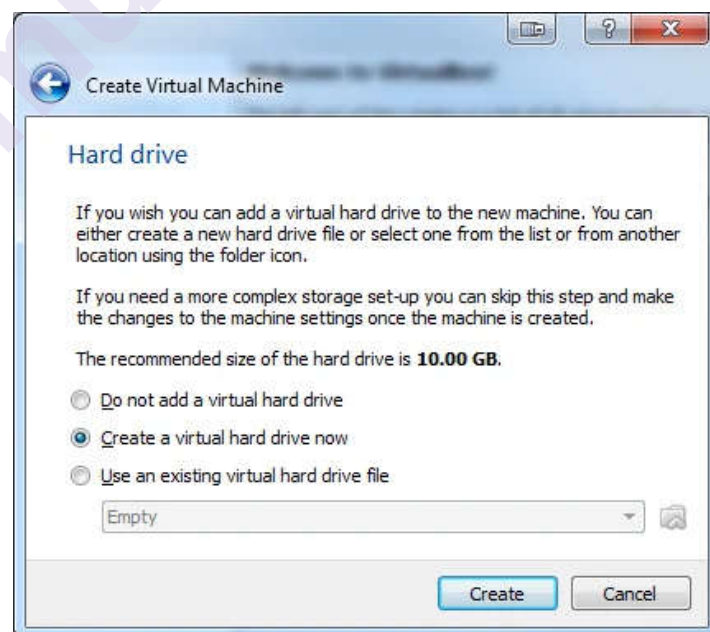 Create Virtual Machine
Hard drive
If you wish you can add a virtual hard drive to the new machine. You can
either create a new hard drive file or select one from the list or from another
location using the folder icon.
If you need a more complex storage set-up you can skip this step and make
the changes to the machine settings once the machine is created.
The recommended size of the hard drive is 10.00 GB.
Do not add a virtual hard drive
Create a virtual hard drive now
Use an existing virtual hard drive file
Empty
Create Cancel